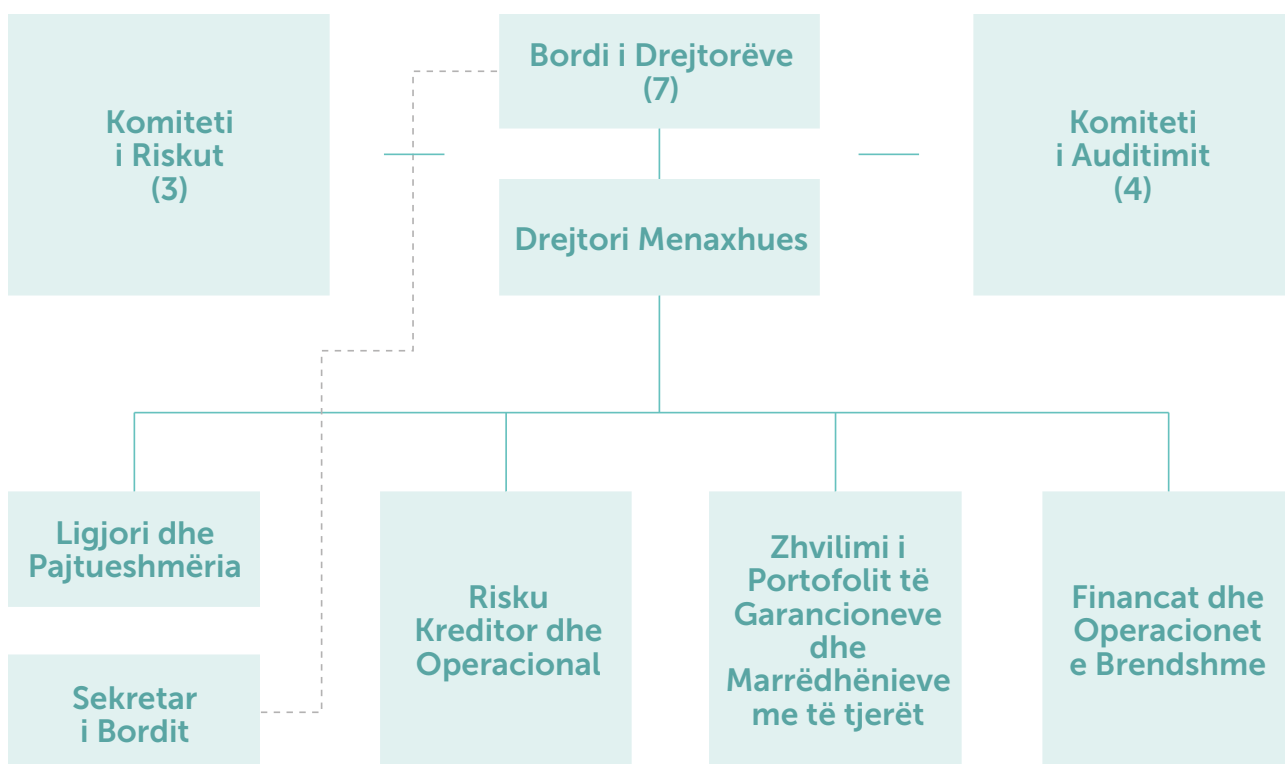 Bordi i Drejtorëve
(7)
Komiteti
i Riskut
(3)
Komiteti
i Auditimit
(4)
Drejtori Menaxhues
Ligjori dhe
Pajtueshmëria
Sekretar
i Bordit
Risku
Kreditor dhe
Operacional
Zhvilimi i
Portofolit të
Garancioneve
dhe
Marrëdhënieve
me të tjerët
Financat dhe
Operacionet
e Brendshme